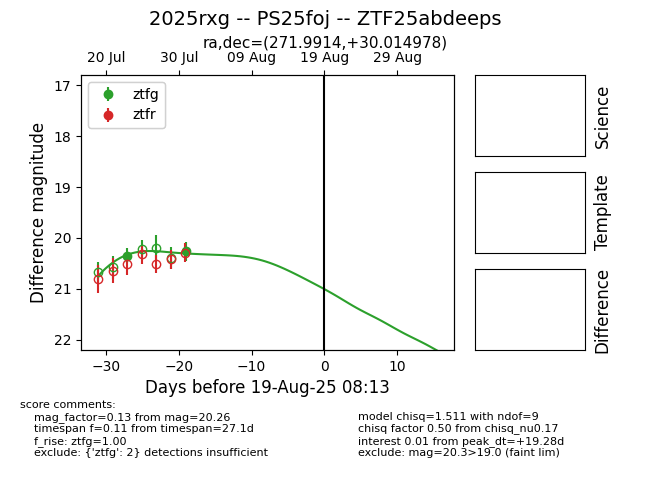 2025rxg -- PS25foj -- ZTF25abdeeps
ra,dec=(271.9914,+30.014978)
20 Jul 30 Jul 09 Aug 19 Aug 29 Aug
ztfg
ztfr
Difference magnitude
17
18
19
20
21
22
−30 −20 −10 0 10
Days before 19-Aug-25 08:13
Science
Template
Difference
score comments:
mag_factor=0.13 from mag=20.26
timespan f=0.11 from timespan=27.1d
f_rise: ztfg=1.00
exclude: {'ztfg': 2} detections insufficient
model chisq=1.511 with ndof=9
chisq factor 0.50 from chisq_nu0.17
interest 0.01 from peak_dt=+19.28d
exclude: mag=20.3>19.0 (faint lim)